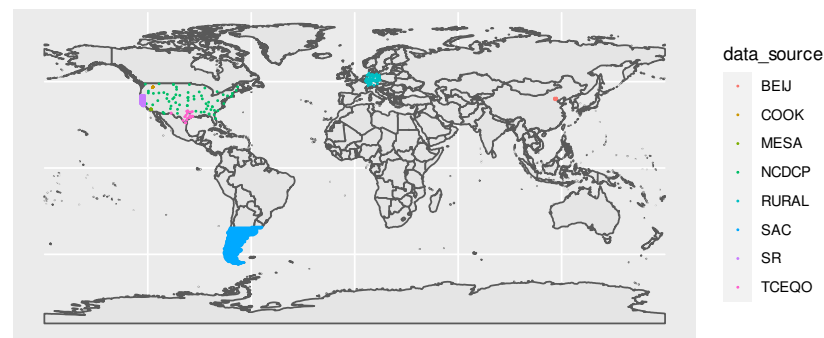 data_source
BEIJ
COOK
MESA
NCDCP
RURAL
SAC
SR
TCEQO